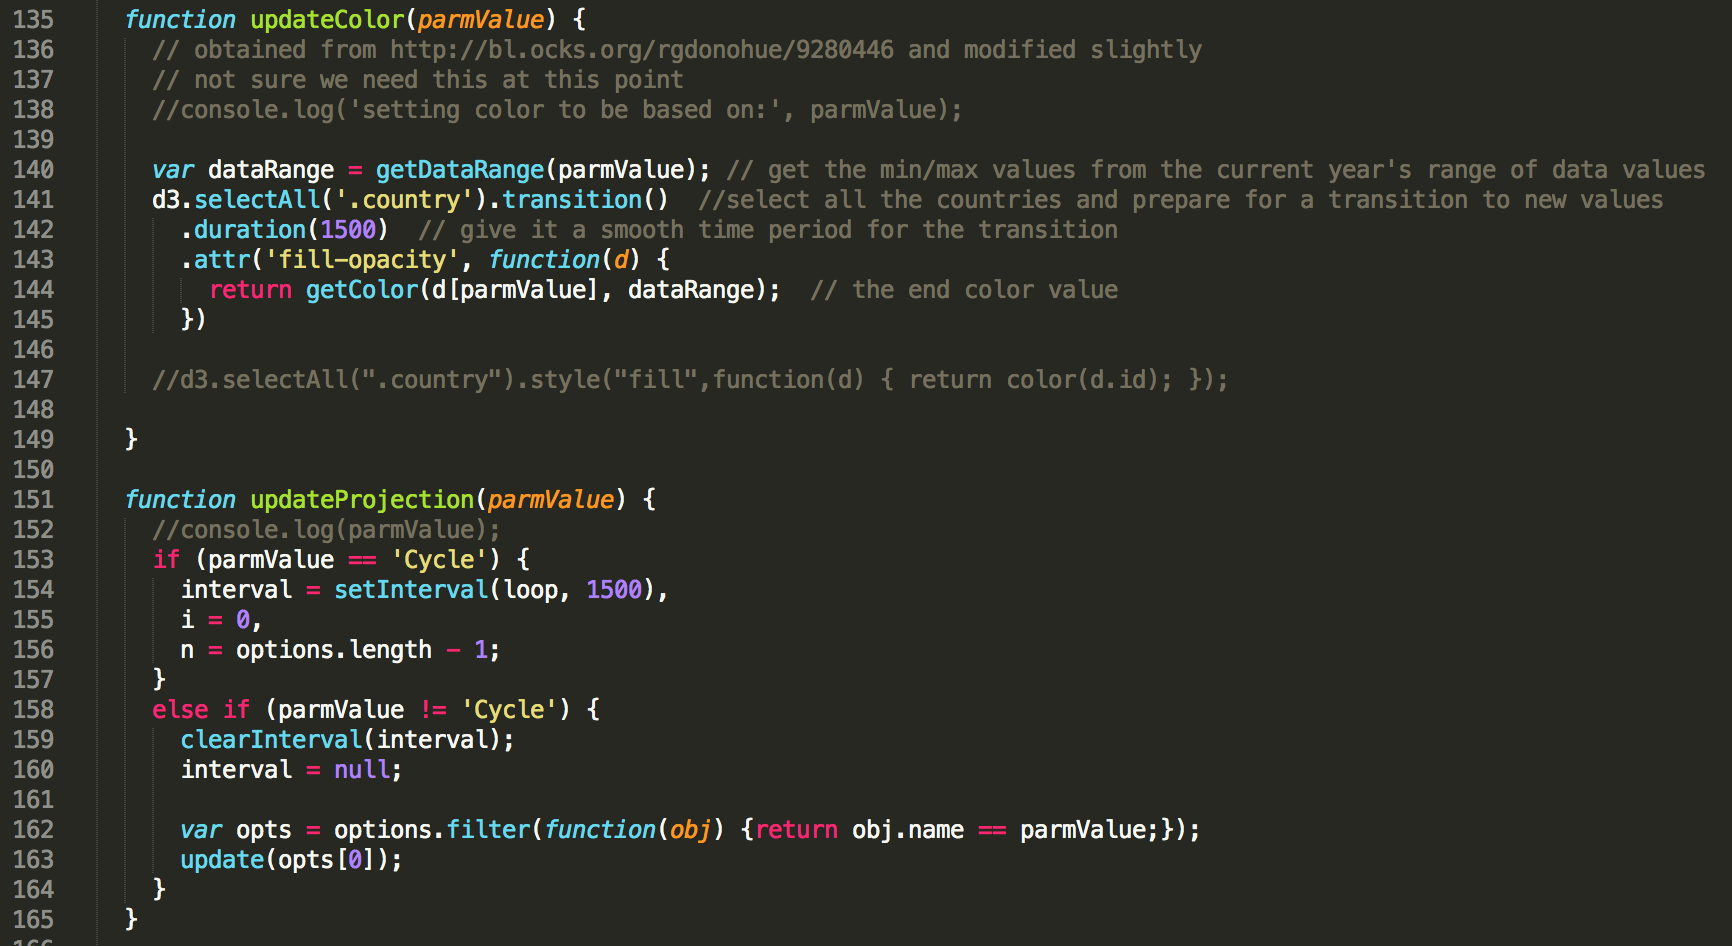 135 function updateColor(parmValue) {
136 // obtained from http://bl.ocks.org/rgdonohue/9280446 and modified slightly
137 // not sure we need this at this point
138 //console.log('setting color to be based on:', parmValue);
139
140 var dataRange = getDataRange(parmValue); // get the min/max values from the current year's range of data values
141 d3.selectAll('.country').transition()  //select all the countries and prepare for a transition to new values
142 .duration(1500)  // give it a smooth time period for the transition
143 .attr('fill-opacity', function(d) {
144 return getColor(d[parmValue], dataRange);  // the end color value
145 })
146
147 //d3.selectAll(".country").style("fill",function(d) { return color(d.id); });
148
149 }
150
151 function updateProjection(parmValue) {
152 //console.log(parmValue);
153 if (parmValue == 'Cycle') {
154 interval = setInterval(loop, 1500),
155 i = 0,
156 n = options.length - 1;
157 }
158 else if (parmValue != 'Cycle') {
159 clearInterval(interval);
160 interval = null;
161
162 var opts = options.filter(function(obj) {return obj.name == parmValue;});
163 update(opts[0]);
164 }
165 }